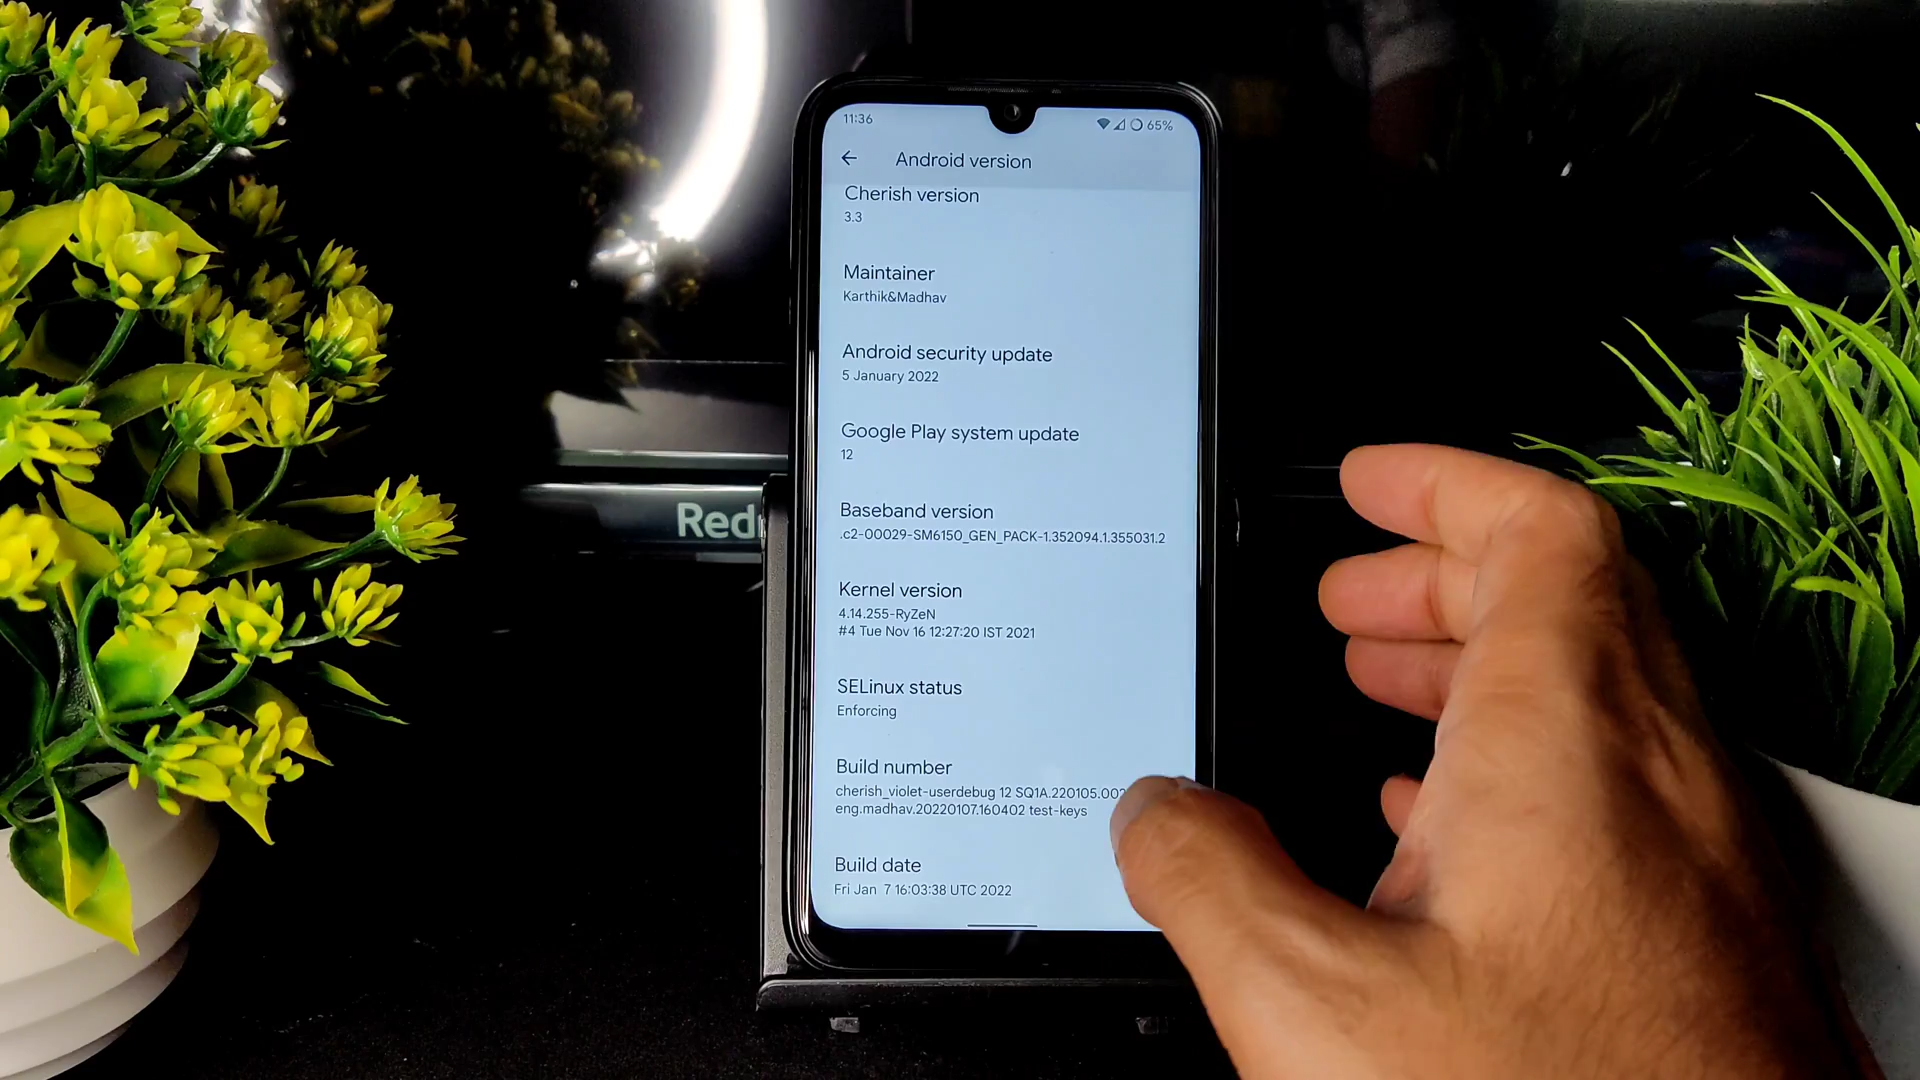 11:36
65%
Android version
Cherish version
3.3
Maintainer
Karthik&Madhav
Android security update
5 January 2022
Google Play system update
12
Baseband version
.c2-00029-SM6150_GEN_PACK-1.352094.1.355031.2
Kernel version
4.14.255-RyZeN
#4 Tue Nov 16 12:27:20 IST 2021
SELinux status
Enforcing
Build number
cherish_violet-userdebug 12 SQ1A.220105.002
eng.madhav.20220107.160402 test-keys
Build date
Fri Jan 7 16:03:38 UTC 2022